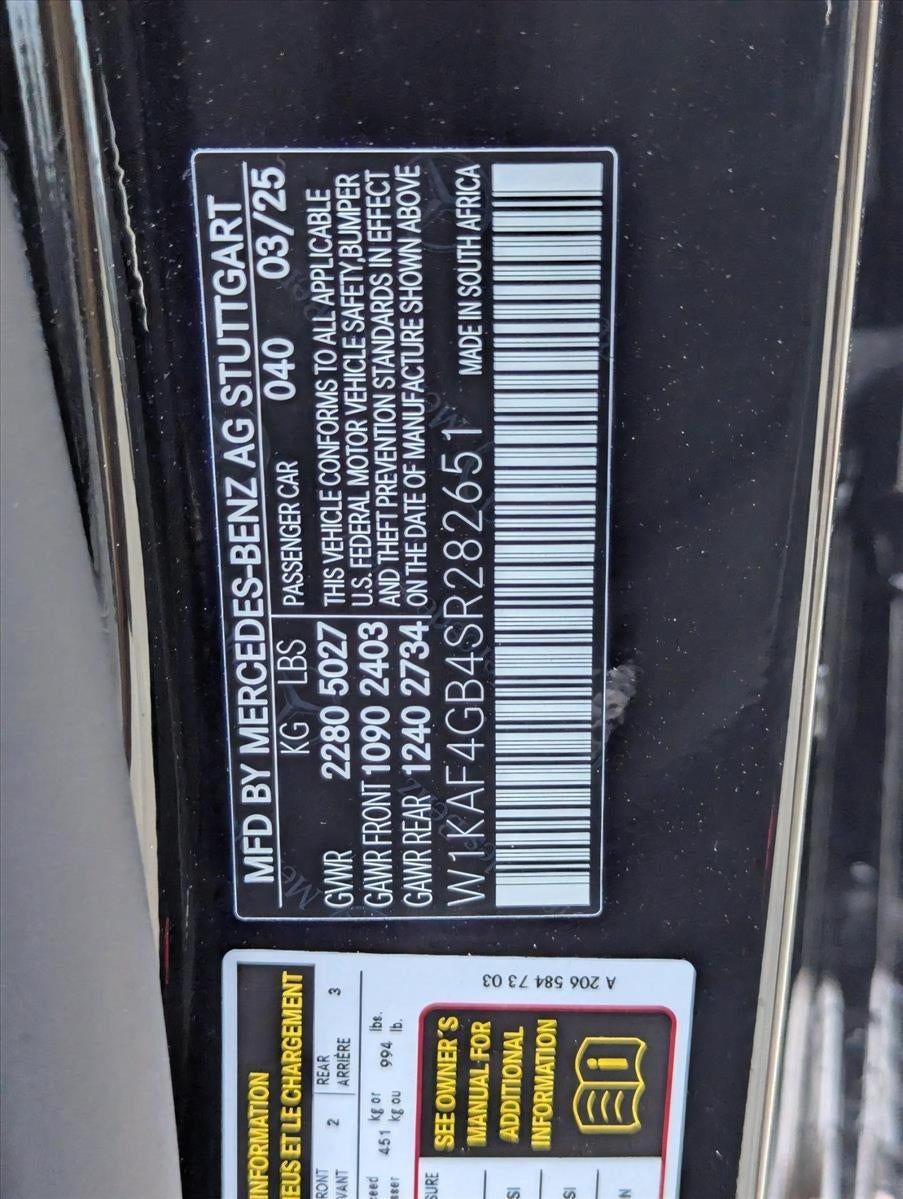 MFD BY MERCEDES-BENZ AG STUTTGART
KG LBS PASSENGER CAR 040 03/25
GVWR 2280 5027
GAWR FRONT 1090 2403
GAWR REAR 1240 2734
THIS VEHICLE CONFORMS TO ALL APPLICABLE
U.S. FEDERAL MOTOR VEHICLE SAFETY,BUMPER
AND THEFT PREVENTION STANDARDS IN EFFECT
ON THE DATE OF MANUFACTURE SHOWN ABOVE
W1KAF4GB4SR282651 MADE IN SOUTH AFRICA
INFORMATION
ET LE CHARGEMENT
2 REAR 3
ARRIÈRE
451 kg or 994 lbs.
kg ou lb.
SEE OWNER'S
MANUAL FOR
ADDITIONAL
INFORMATION
A 206 584 73 03